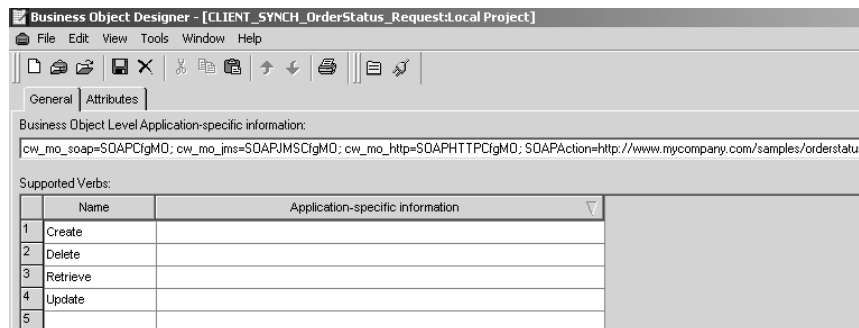 Business Object Designer - [CLIENT_SYNCH_OrderStatus_Request:Local Project]
File Edit View Tools Window Help
General Attributes
Business Object Level Application-specific information:
cw_mo_soap=SOAPCfgMO; cw_mo_jms=SOAPJMSCfgMO; cw_mo_http=SOAPHTTPCfgMO; SOAPAction=http://www.mycompany.com/samples/orderstatu
Supported Verbs:
Name Application-specific information
1 Create
2 Delete
3 Retrieve
4 Update
5